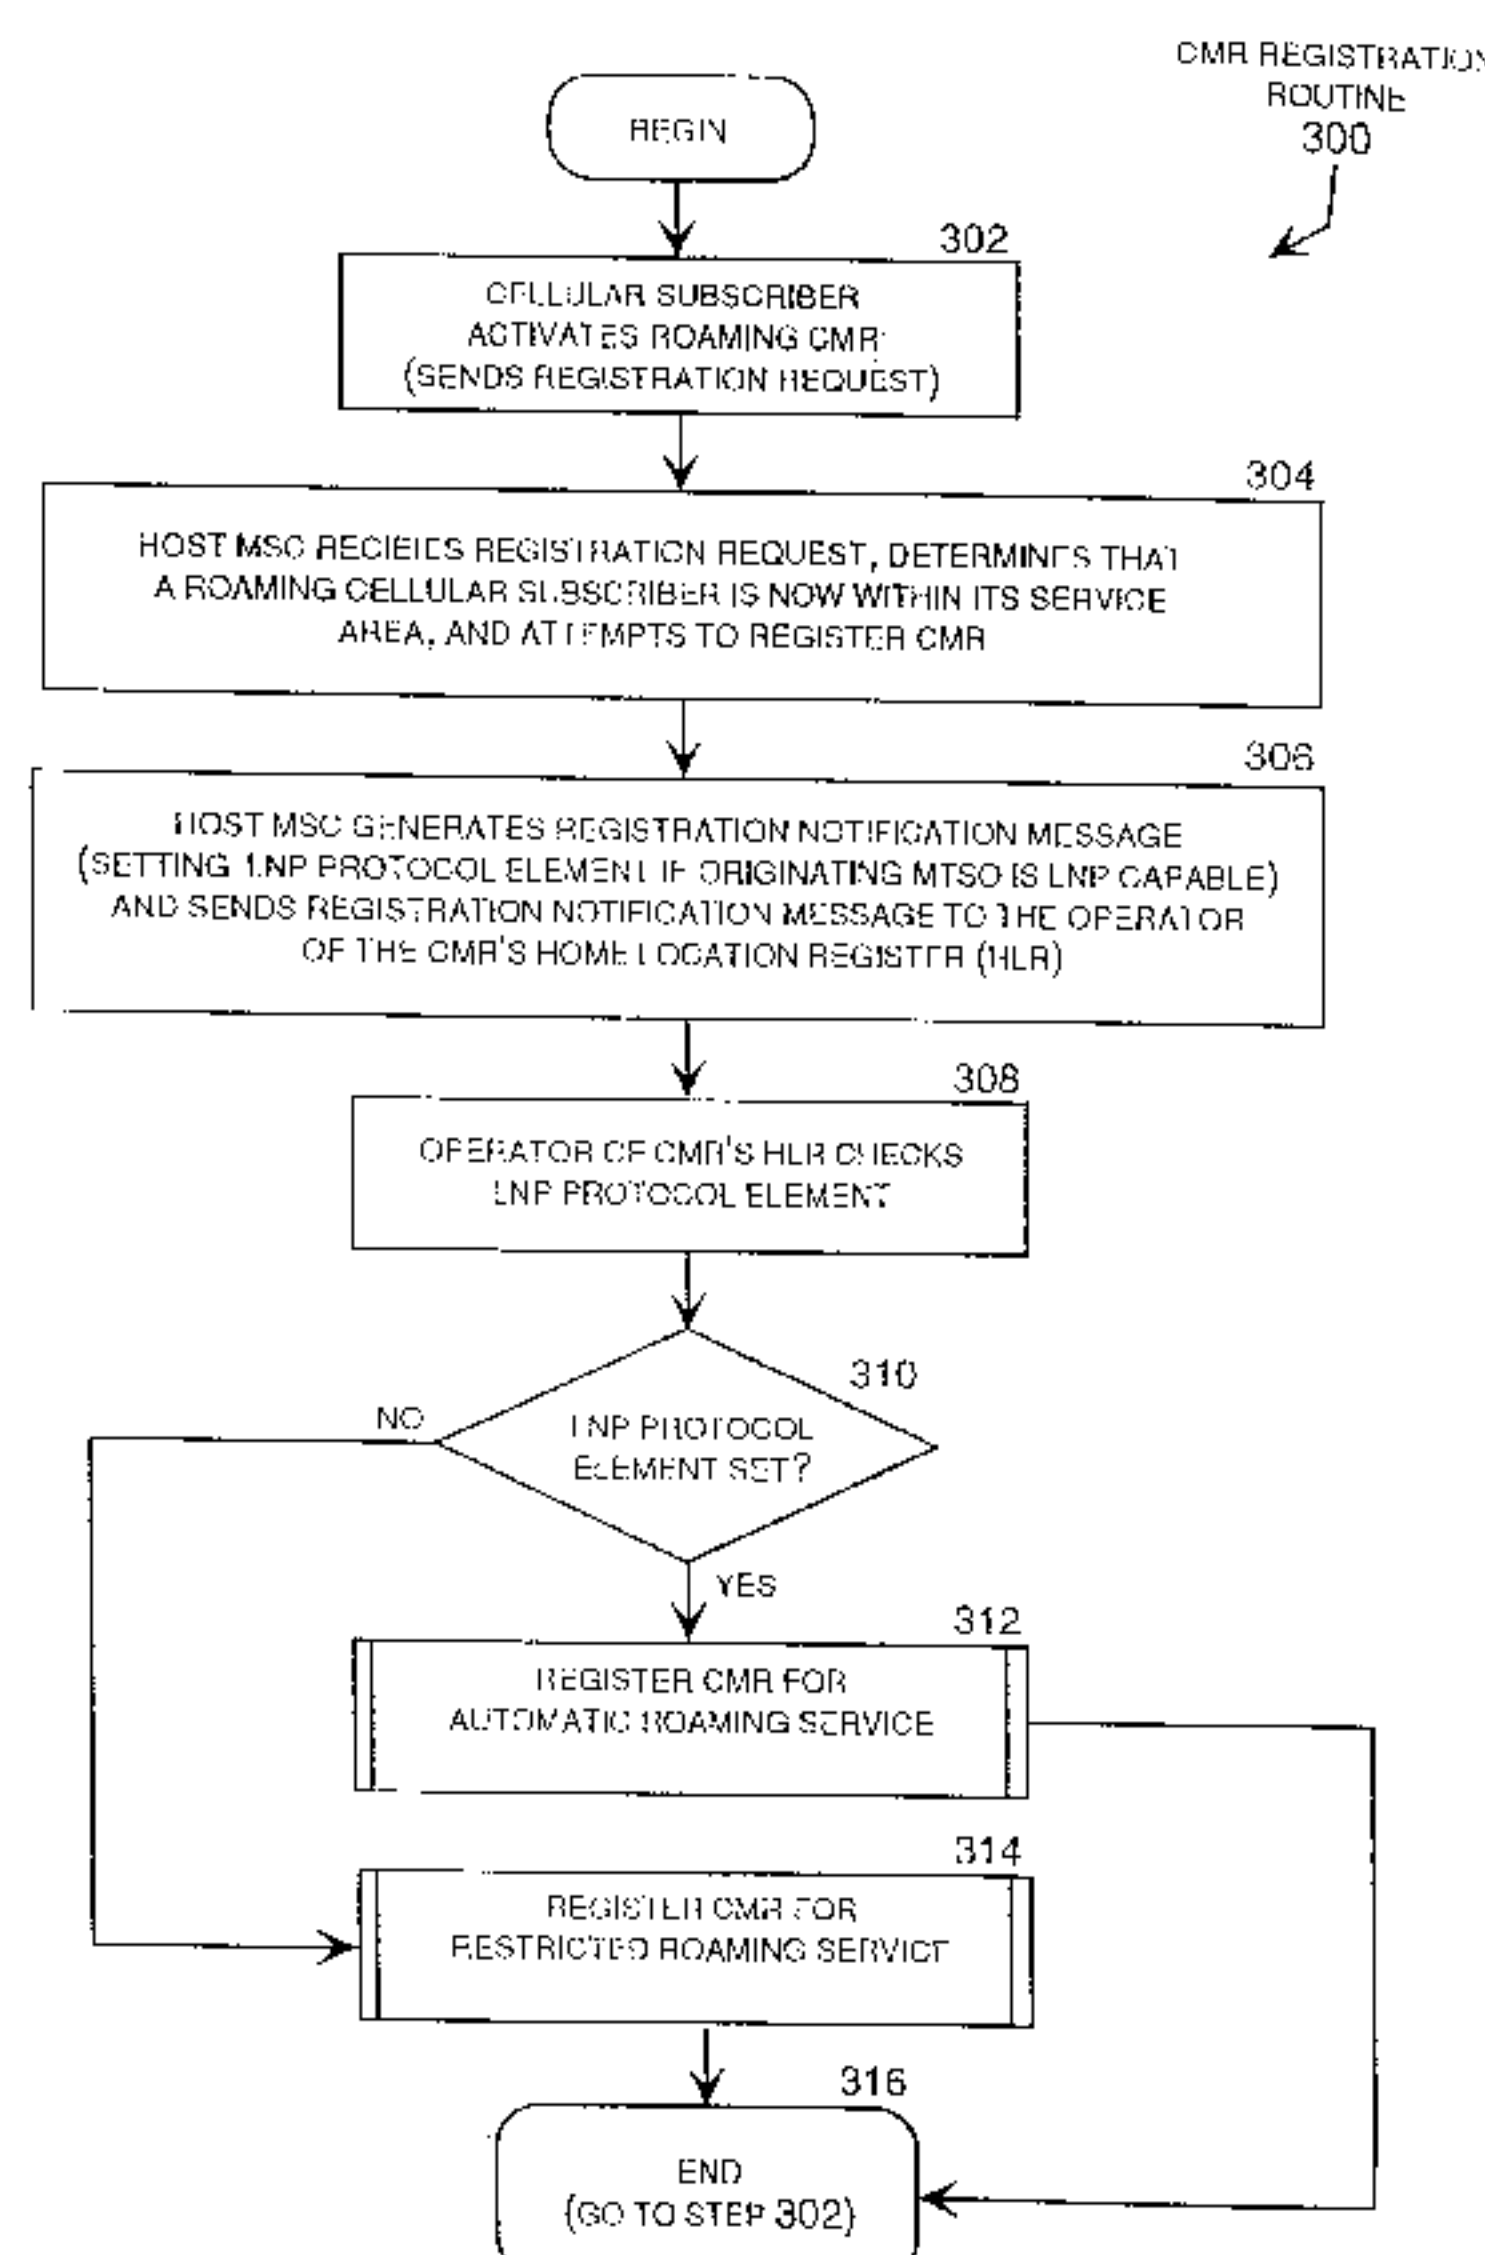 CMR REGISTRATION
ROUTINE
300
BEGIN
302
CELLULAR SUBSCRIBER
ACTIVATES ROAMING CMR
(SENDS REGISTRATION REQUEST)
304
HOST MSC RECIEIES REGISTRATION REQUEST, DETERMINES THAT
A ROAMING CELLULAR SUBSCRIBER IS NOW WITHIN ITS SERVICE
AREA, AND ATTEMPTS TO REGISTER CMR
306
HOST MSC GENERATES REGISTRATION NOTIFICATION MESSAGE
(SETTING LNP PROTOCOL ELEMENT IF ORIGINATING MTSO IS LNP CAPABLE)
AND SENDS REGISTRATION NOTIFICATION MESSAGE TO THE OPERATOR
OF THE CMR'S HOME LOCATION REGISTER (HLR)
308
OPERATOR OF CMR'S HLR CHECKS
LNP PROTOCOL ELEMENT
310
NO
LNP PROTOCOL
ELEMENT SET?
YES
312
REGISTER CMR FOR
AUTOMATIC ROAMING SERVICE
314
REGISTER CMR FOR
RESTRICTED ROAMING SERVICE
316
END
(GO TO STEP 302)